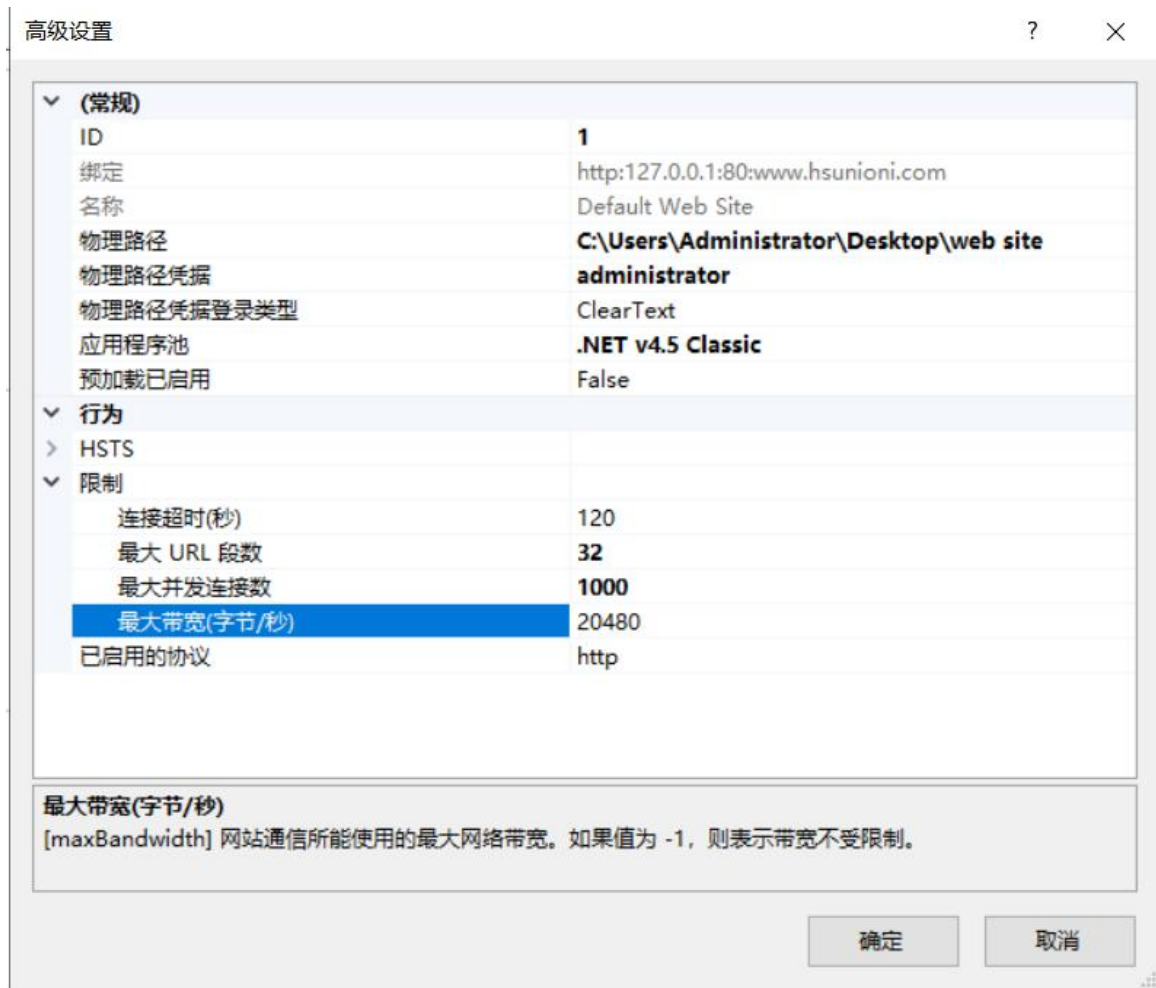 高级设置
(常规)
ID 1
绑定 http:127.0.0.1:80:www.hsunioni.com
名称 Default Web Site
物理路径 C:\Users\Administrator\Desktop\web site
物理路径凭据 administrator
物理路径凭据登录类型 ClearText
应用程序池 .NET v4.5 Classic
预加载已启用 False
行为
HSTS
限制
连接超时(秒) 120
最大 URL 段数 32
最大并发连接数 1000
最大带宽(字节/秒) 20480
已启用的协议 http
最大带宽(字节/秒)
[maxBandwidth] 网站通信所能使用的最大网络带宽。如果值为 -1，则表示带宽不受限制。
确定 取消